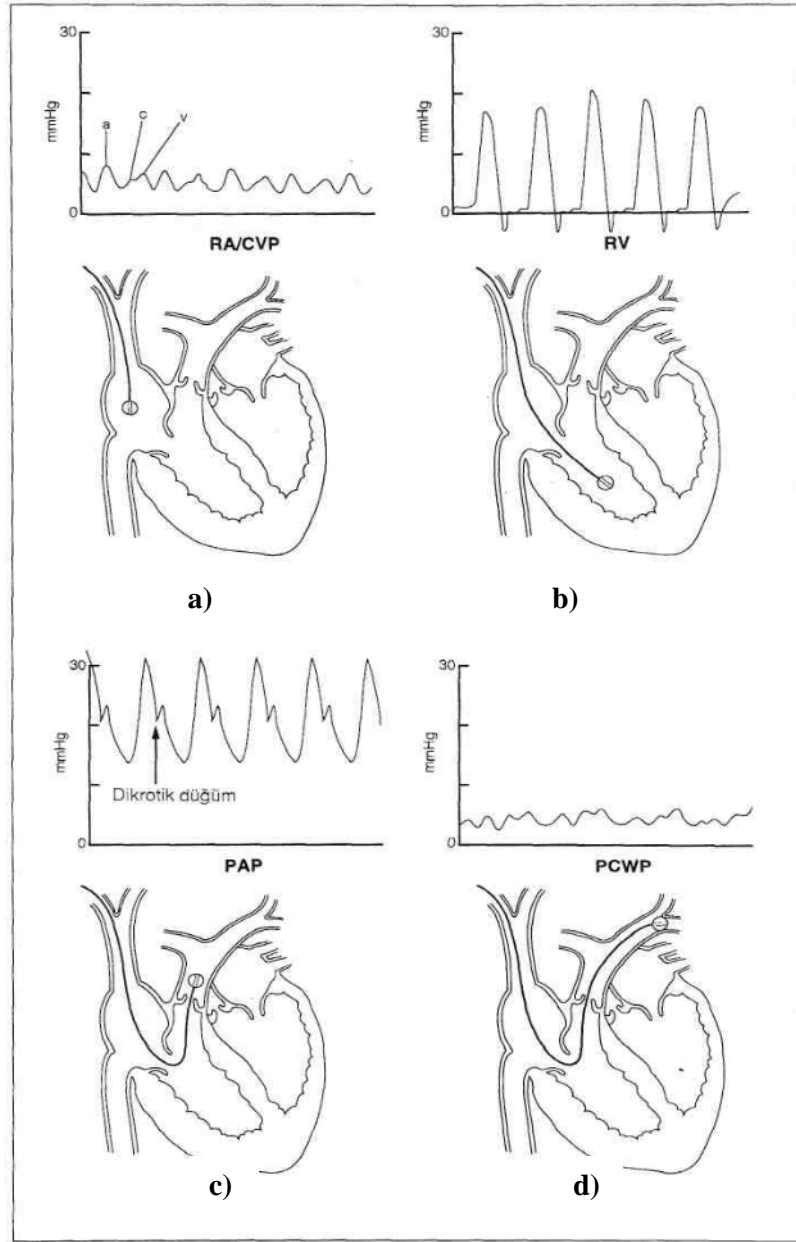 30
mmHg
0
a
c
v
RA/CVP
30
mmHg
0
RV
a)
b)
30
mmHg
0
Dikrotik düğüm
PAP
30
mmHg
0
PCWP
c)
d)